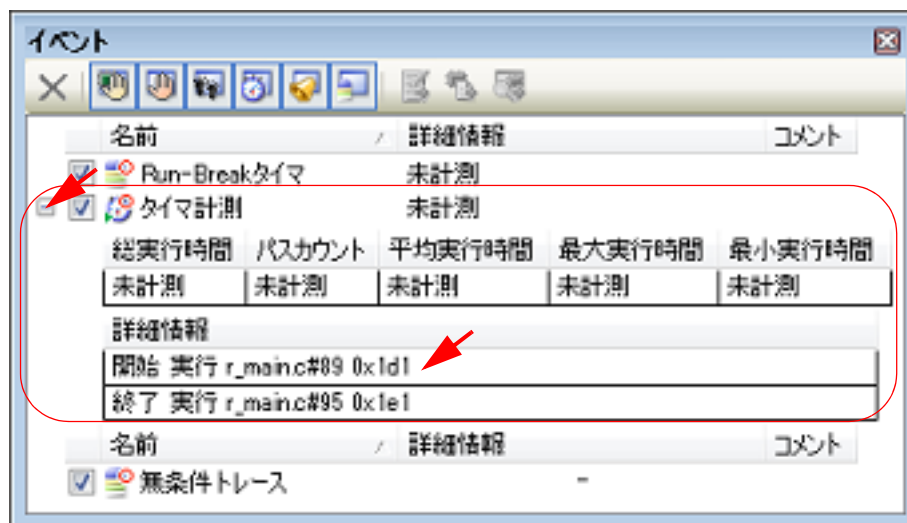 イベント
名前 詳細情報 コメント
Run-Breakタイマ 未計測
タイマ計測 未計測
総実行時間 パスカウント 平均実行時間 最大実行時間 最小実行時間
未計測 未計測 未計測 未計測 未計測
詳細情報
開始 実行 r_main.c#89 0x1d1
終了 実行 r_main.c#95 0x1e1
名前 詳細情報 コメント
無条件トレース -